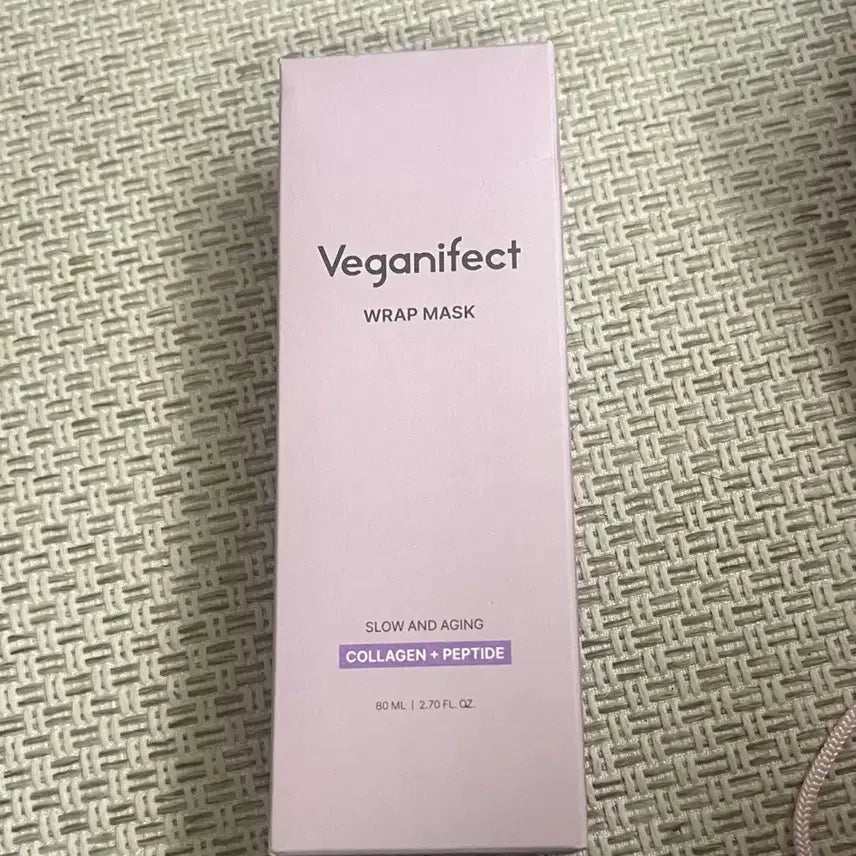 Veganifect
WRAP MASK
SLOW AND AGING
COLLAGEN + PEPTIDE
80 ML | 2.70 FL. OZ.